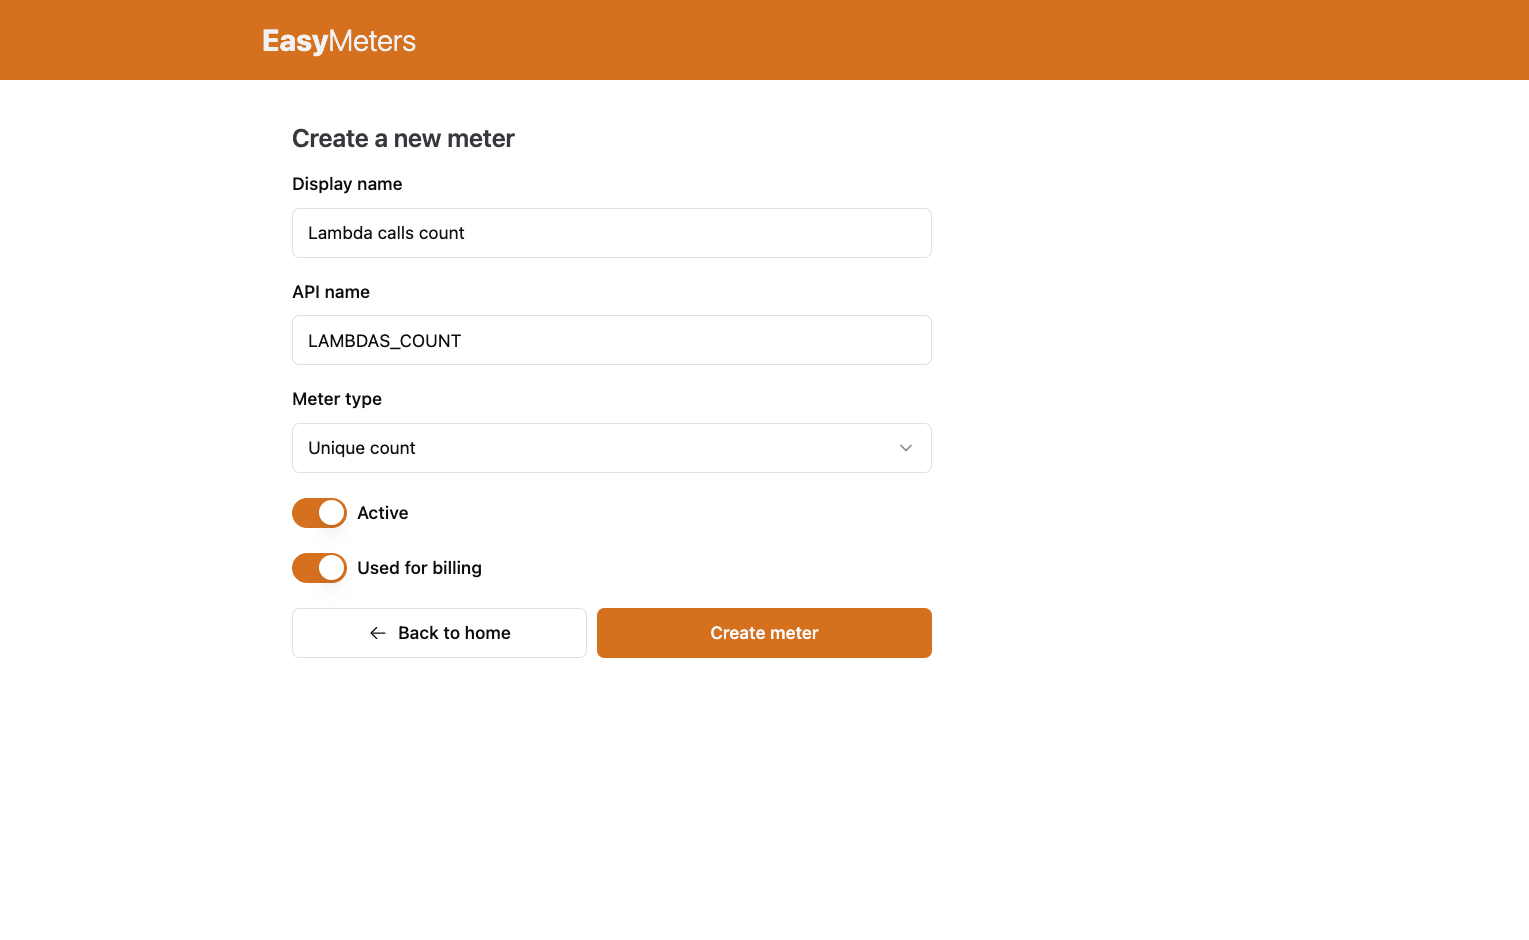 EasyMeters
Create a new meter
Display name
Lambda calls count
API name
LAMBDAS_COUNT
Meter type
Unique count
Active
Used for billing
Back to home
Create meter